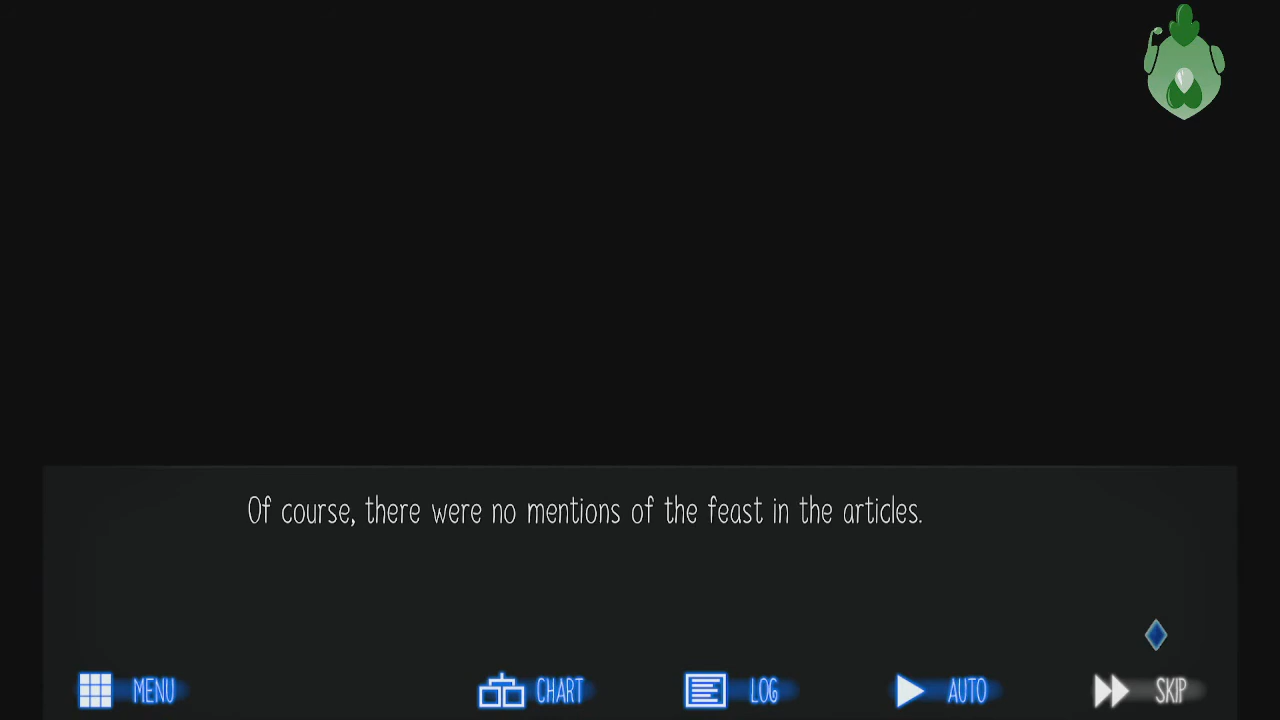 Of course, there were no mentions of the feast in the articles.
MENU
CHART
LOG
AUTO
SKIP